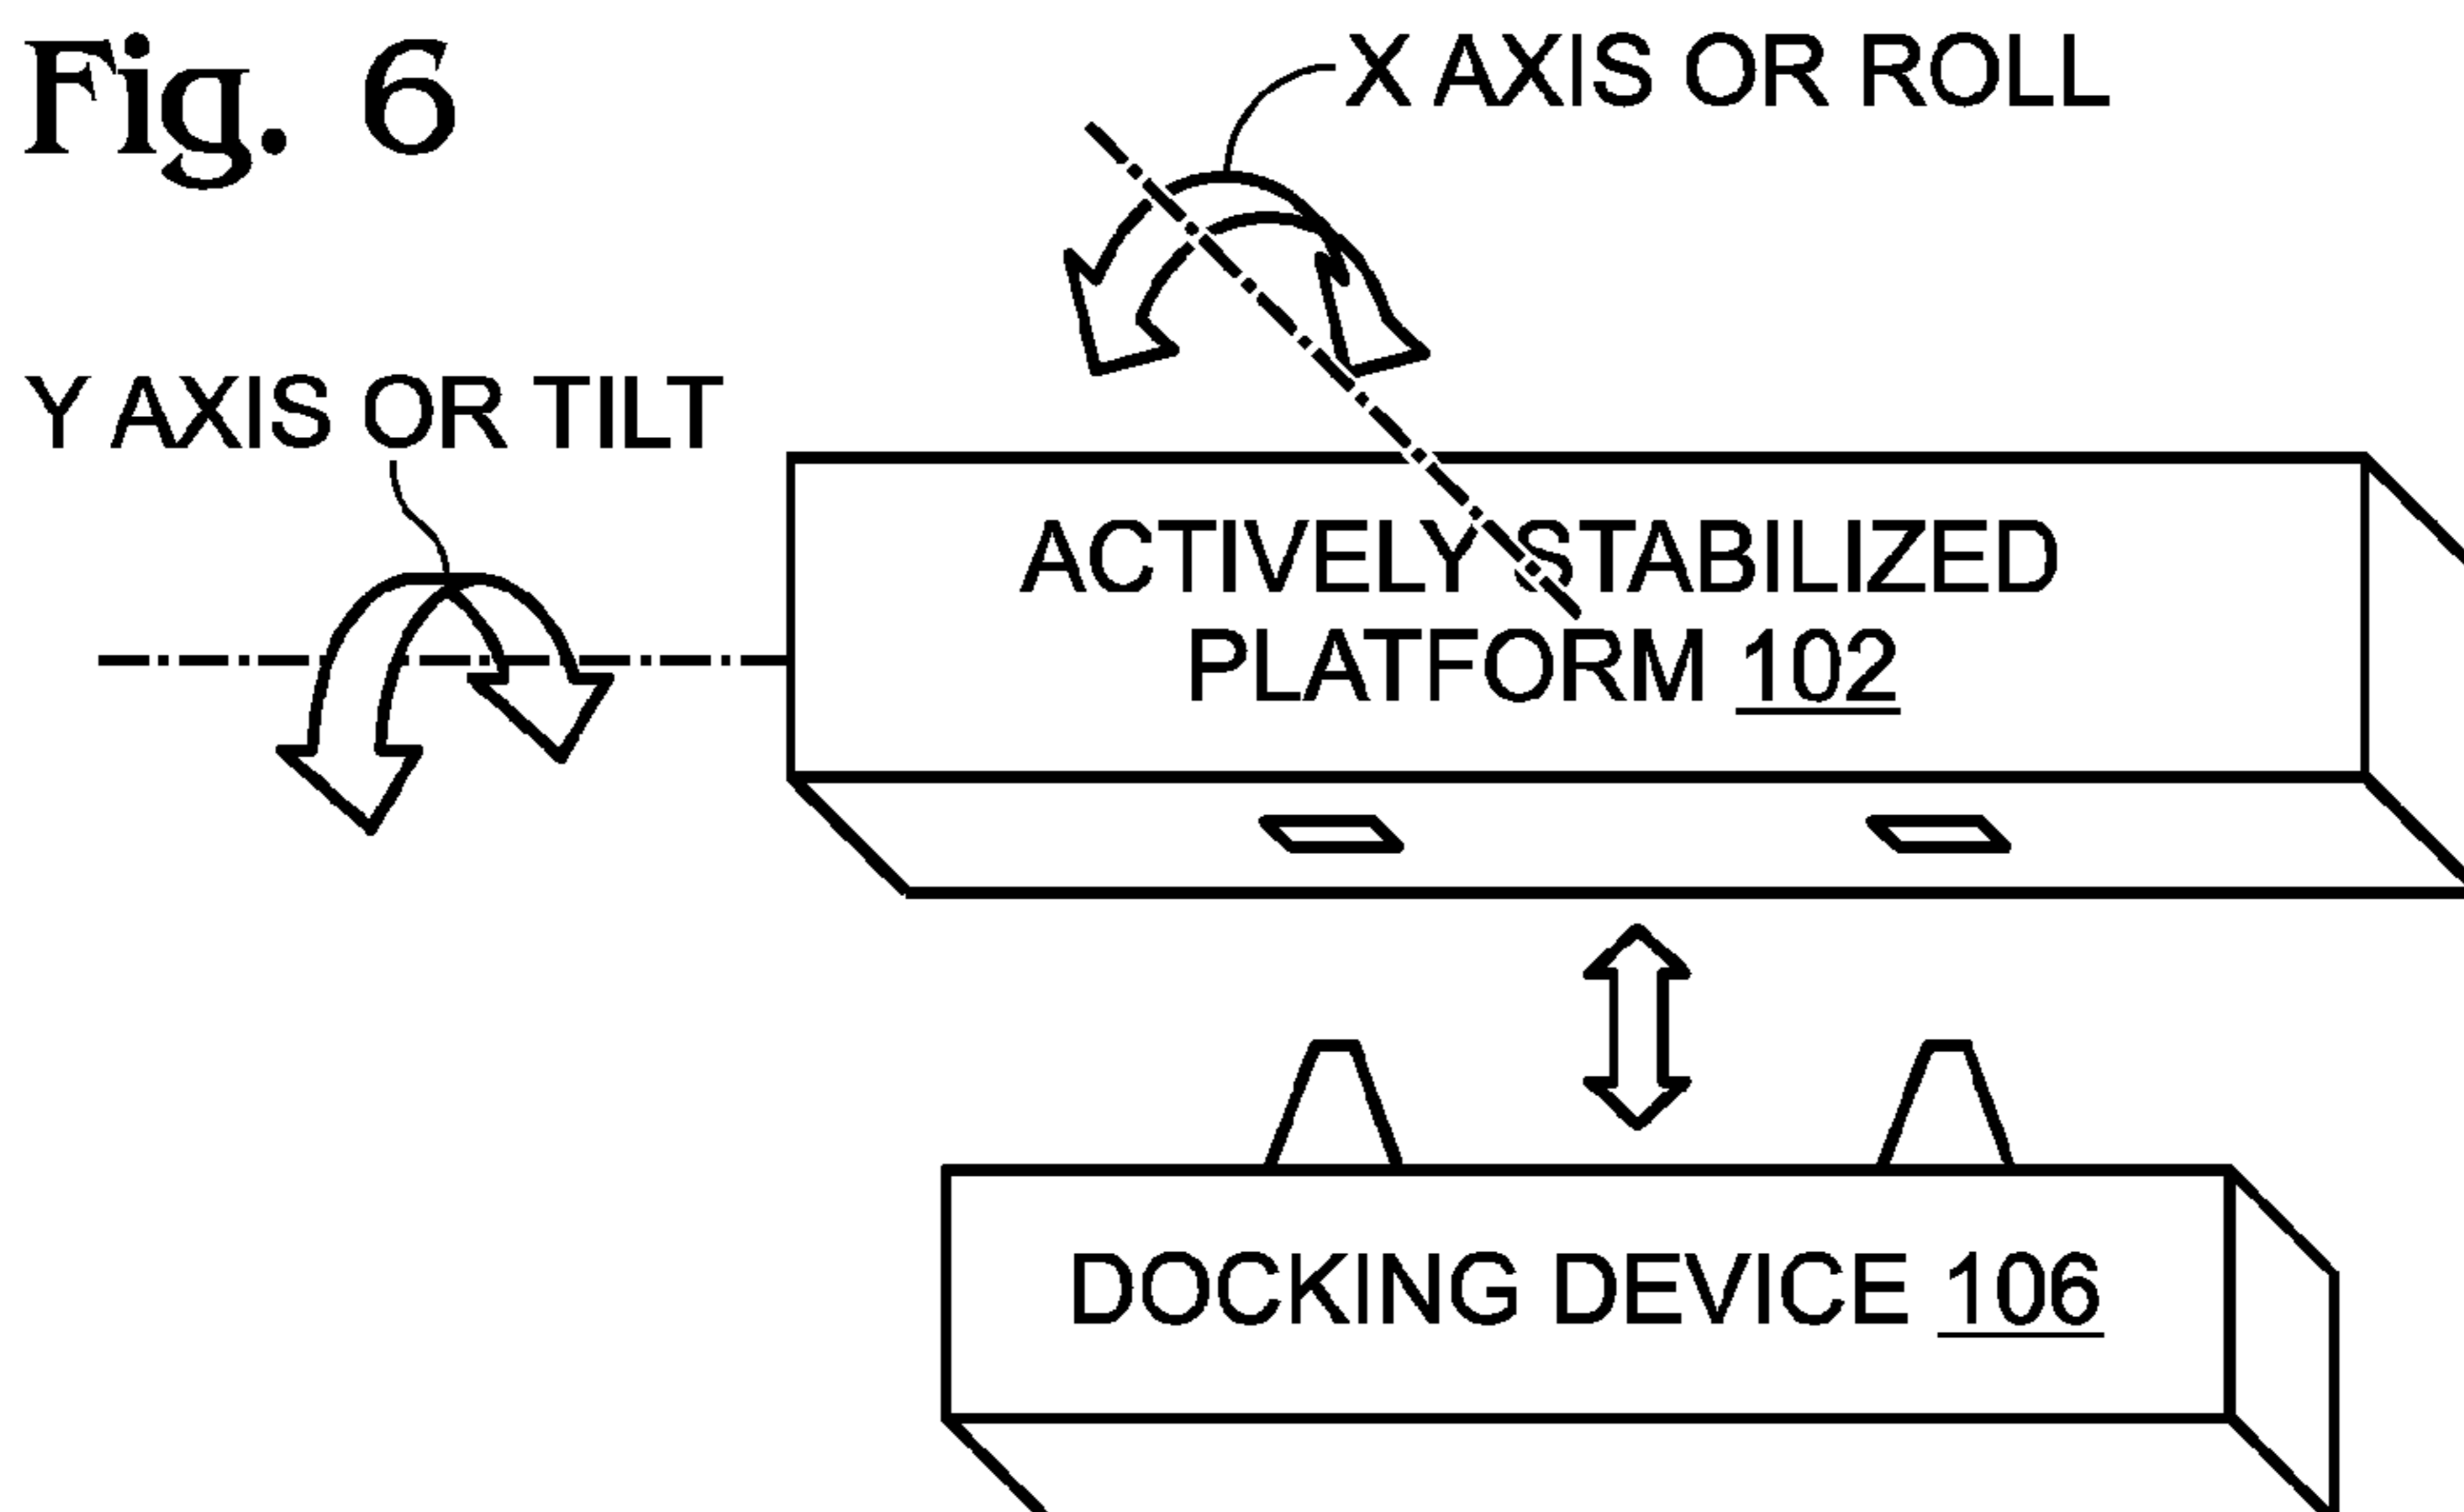 Fig. 6
X AXIS OR ROLL
Y AXIS OR TILT
ACTIVELY STABILIZED
PLATFORM 102
DOCKING DEVICE 106